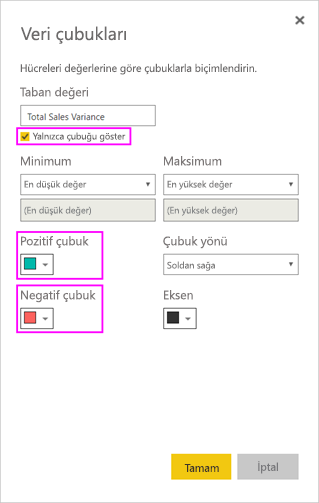 Veri çubukları
Hücreleri değerlerine göre çubuklarla biçimlendirin.
Taban değeri
Total Sales Variance
Yalnızca çubuğu göster
Minimum Maksimum
En düşük değer En yüksek değer
(En düşük değer) (En yüksek değer)
Pozitif çubuk Çubuk yönü
Soldan sağa
Negatif çubuk Eksen
Tamam İptal